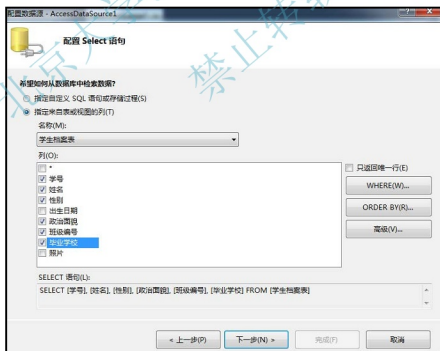 配置数据源 - AccessDataSource1
配置 Select 语句
希望如何从数据库中检索数据?
指定自定义 SQL 语句或存储过程(S)
指定来自表或视图的列(T)
名称(M):
学生档案表
列(O):
*
只返回唯一行(E)
学号
姓名
WHERE(W)...
性别
出生日期
ORDER BY(R)...
政治面貌
班级编号
高级(V)...
毕业学校
照片
SELECT 语句(L):
SELECT [学号], [姓名], [性别], [政治面貌], [班级编号], [毕业学校] FROM [学生档案表]
< 上一步(P)
下一步(N) >
完成(F)
取消